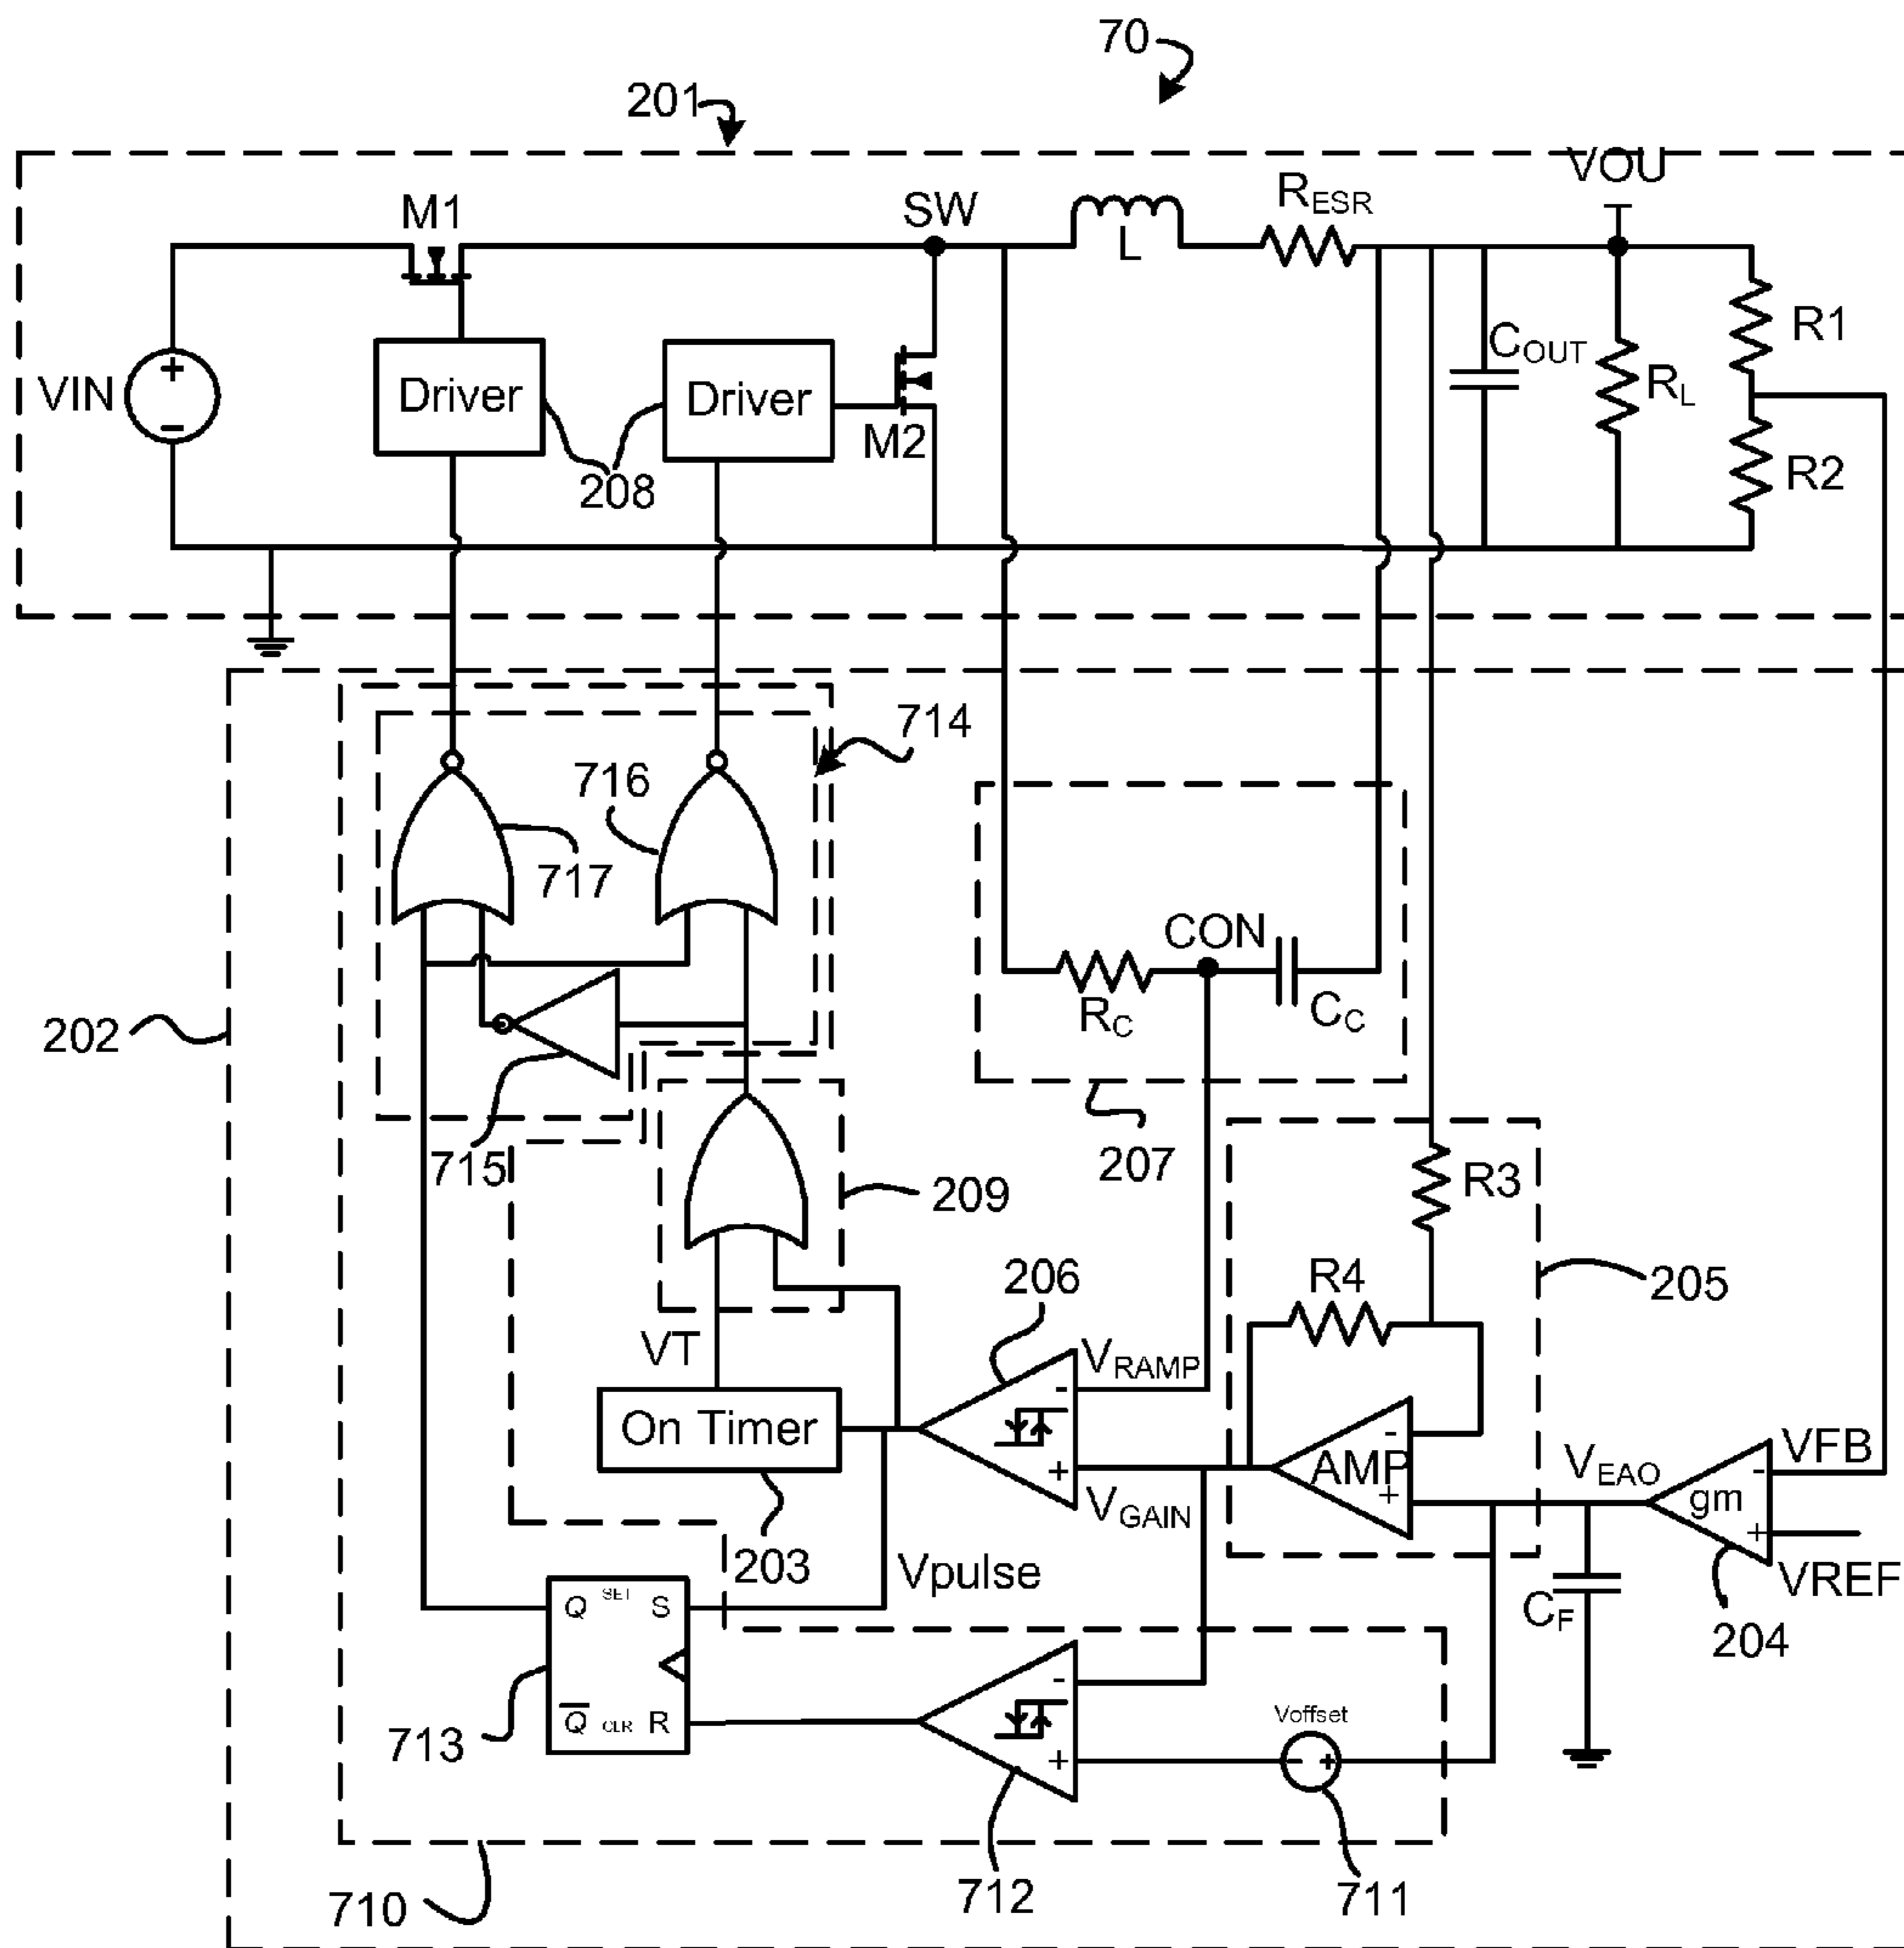 70
201
VOU
M1
SW
RESR
L
VIN
+
-
Driver
Driver
M2
208
COUT
RL
R1
R2
714
716
717
CON
RC
CC
202
715
207
209
R3
R4
205
206
VT
VRAMP
-
+
VGAIN
On Timer
203
AMP
-
+
VEAO
gm
VFB
-
+
VREF
204
CF
Vpulse
Q SET S
Q CLR R
713
-
+
Voffset
- +
712
711
710